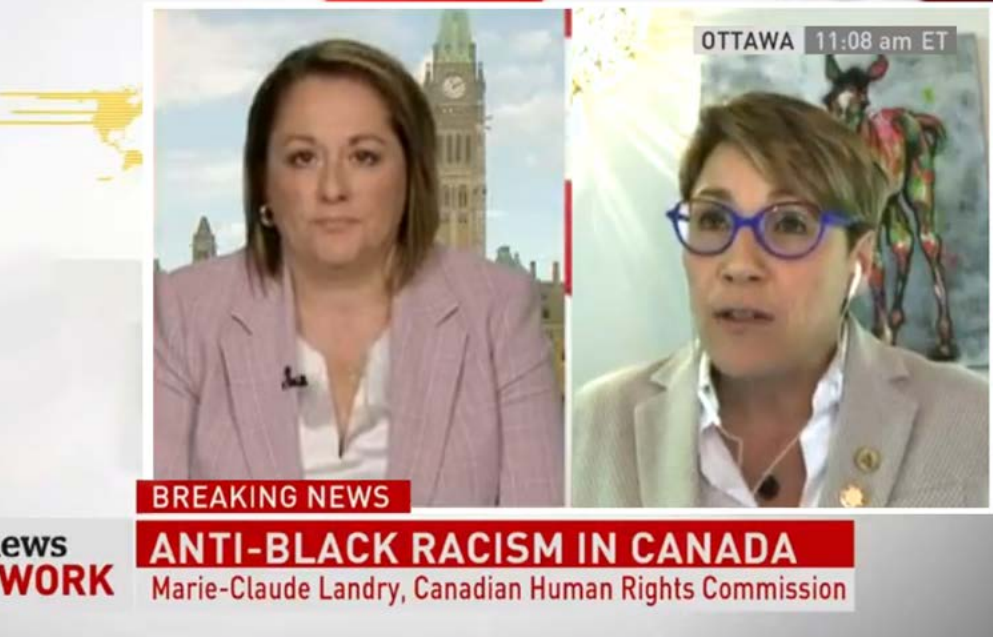 OTTAWA 11:08 am ET
BREAKING NEWS
ANTI-BLACK RACISM IN CANADA
Marie-Claude Landry, Canadian Human Rights Commission
ews
WORK